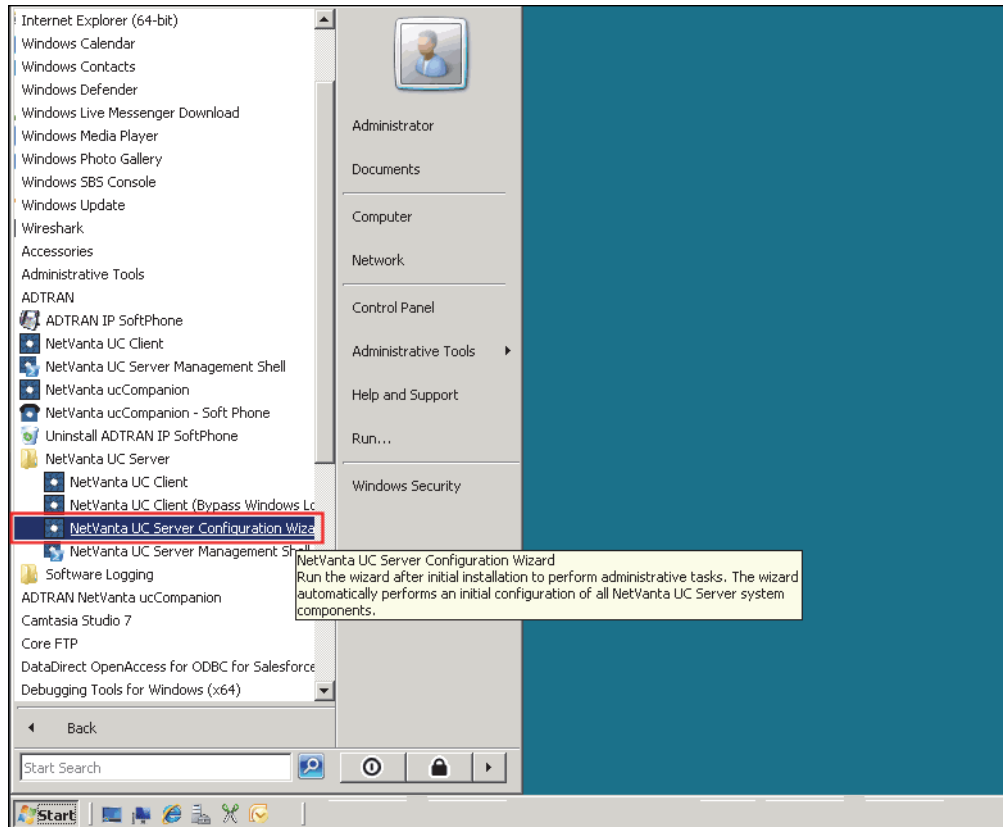 Internet Explorer (64-bit)
Windows Calendar
Windows Contacts
Windows Defender
Windows Live Messenger Download
Windows Media Player
Windows Photo Gallery
Windows SBS Console
Windows Update
Wireshark
Accessories
Administrative Tools
ADTRAN
ADTRAN IP SoftPhone
NetVanta UC Client
NetVanta UC Server Management Shell
NetVanta ucCompanion
NetVanta ucCompanion - Soft Phone
Uninstall ADTRAN IP SoftPhone
NetVanta UC Server
NetVanta UC Client
NetVanta UC Client (Bypass Windows Lo
NetVanta UC Server Configuration Wiza
NetVanta UC Server Management Shell
Software Logging
ADTRAN NetVanta ucCompanion
Camtasia Studio 7
Core FTP
DataDirect OpenAccess for ODBC for Salesforce
Debugging Tools for Windows (x64)
Back
Start Search
Administrator
Documents
Computer
Network
Control Panel
Administrative Tools
Help and Support
Run...
Windows Security
NetVanta UC Server Configuration Wizard
Run the wizard after initial installation to perform administrative tasks. The wizard
automatically performs an initial configuration of all NetVanta UC Server system
components.
Start